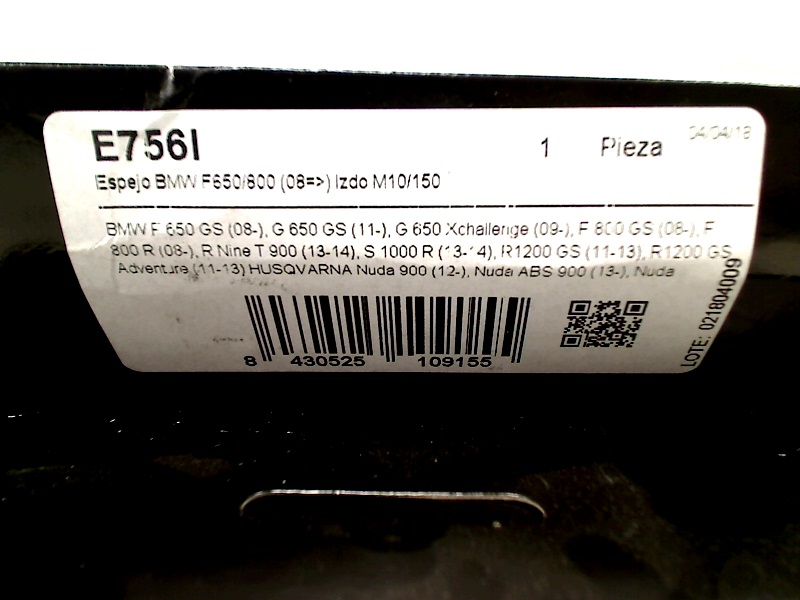 E756I 1 Pieza 04/04/18
Espejo BMW F650/800 (08=>) Izdo M10/150
BMW F 650 GS (08-), G 650 GS (11-), G 650 Xchallenge (09-), F 800 GS (08-), F
800 R (08-), R Nine T 900 (13-14), S 1000 R (13-14), R1200 GS (11-13), R1200 GS
Adventure (11-13) HUSQVARNA Nuda 900 (12-), Nuda ABS 900 (13-), Nuda
8 430525 109155
LOTE: 021804009